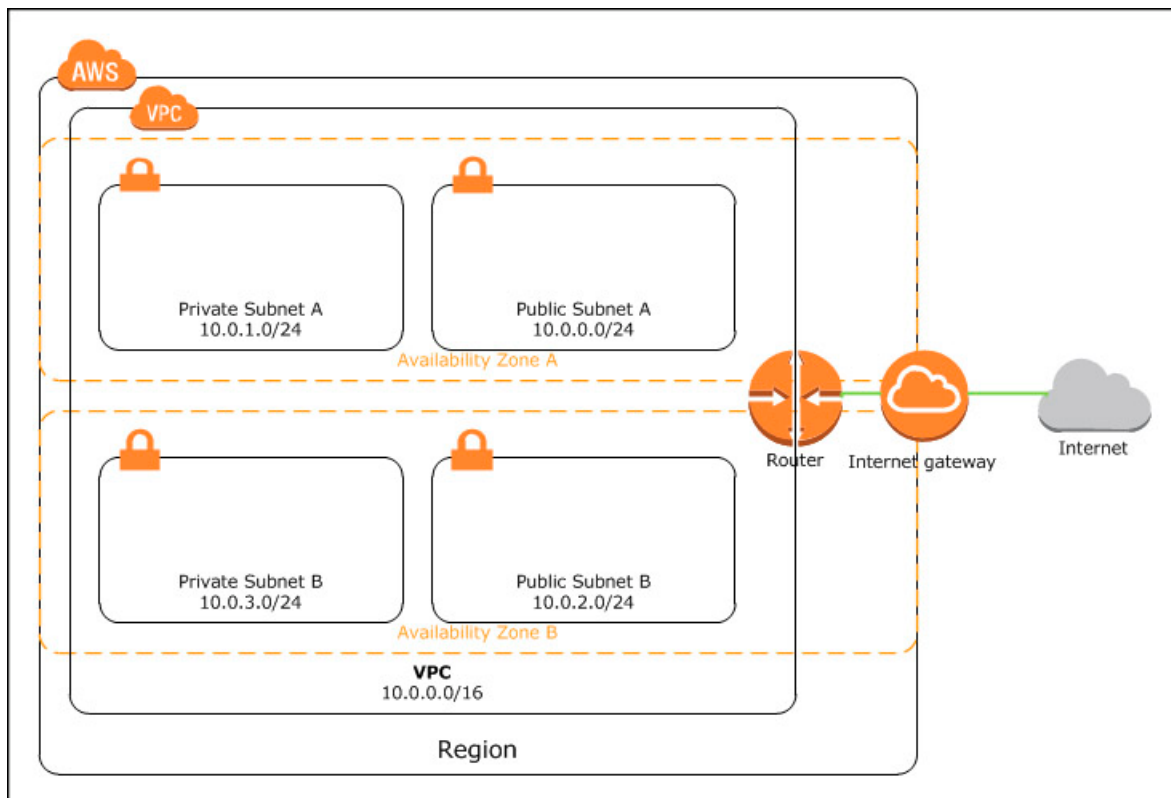 AWS
VPC
Private Subnet A
10.0.1.0/24
Public Subnet A
10.0.0.0/24
Availability Zone A
Router
Internet gateway
Internet
Private Subnet B
10.0.3.0/24
Public Subnet B
10.0.2.0/24
Availability Zone B
VPC
10.0.0.0/16
Region